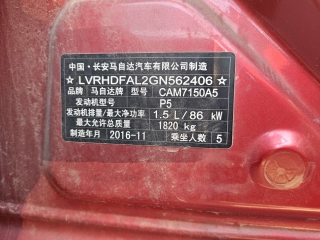 中国·长安马自达汽车有限公司制造
★LVRHDFAL2GN562406★
品牌 马自达牌 型号 CAM7150A5
发动机型号 P5
发动机排量/最大净功率 1.5 L/86 kW
最大允许总质量 1820 kg
制造年月 2016-11 乘坐人数 5